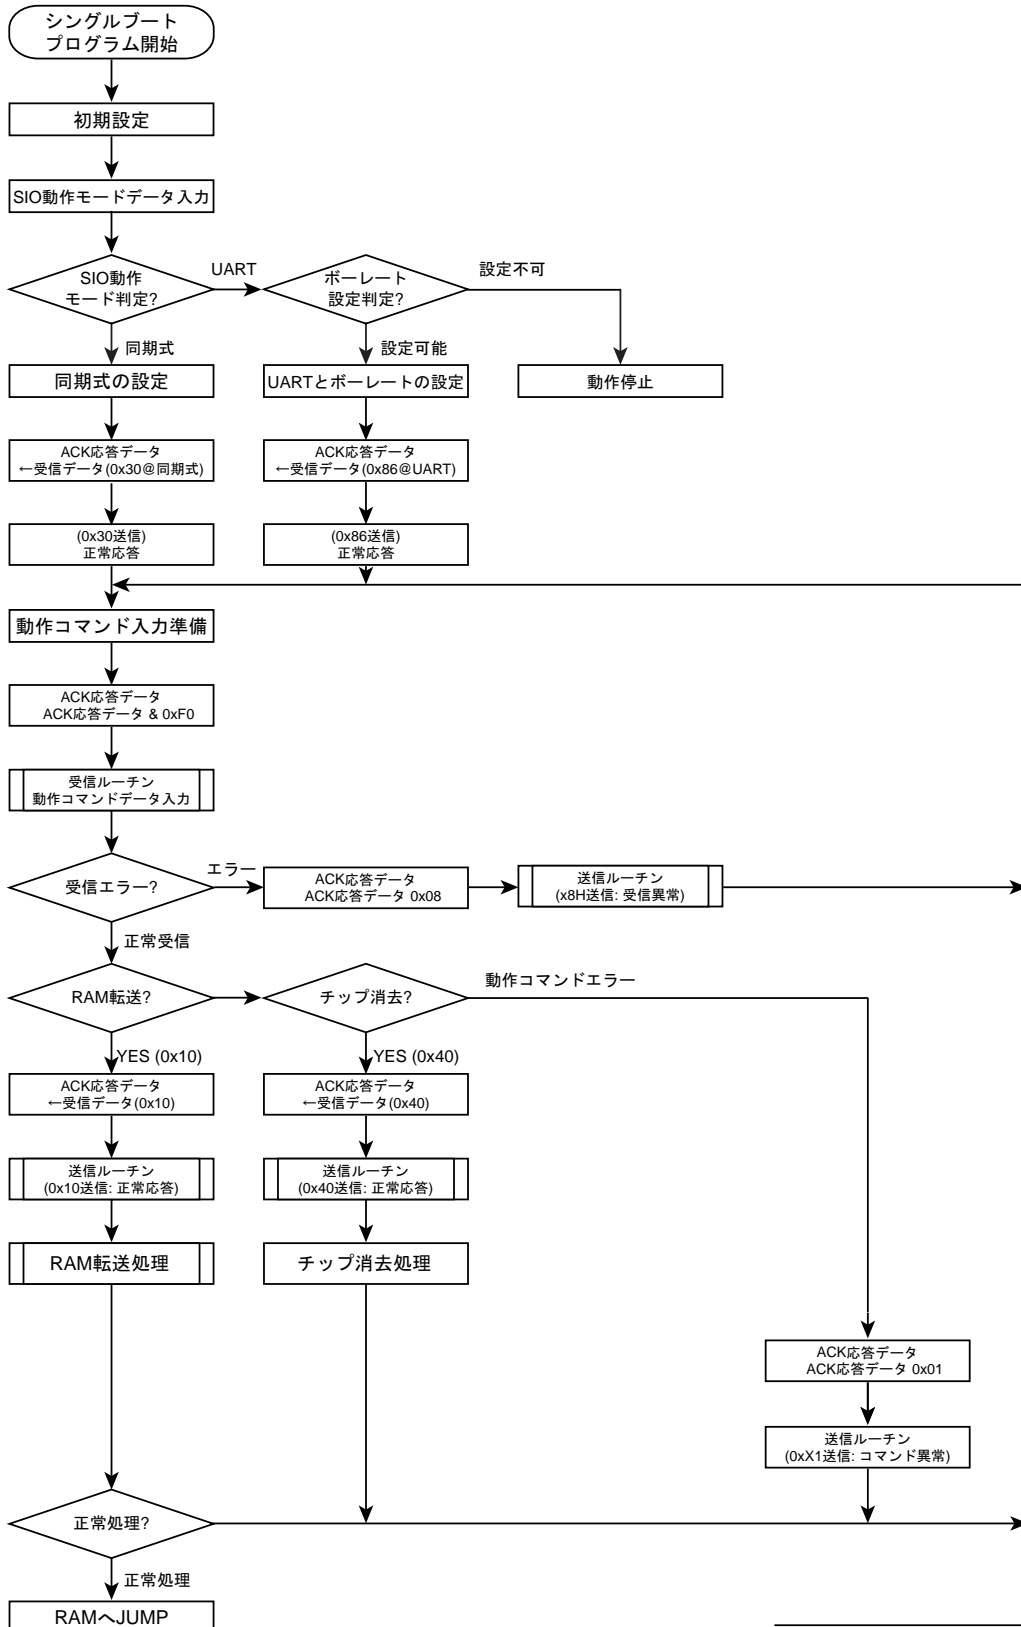 シングルブート
プログラム開始
初期設定
SIO動作モードデータ入力
SIO動作
モード判定?
UART
ボーレート
設定判定?
設定不可
同期式
設定可能
同期式の設定
UARTとボーレートの設定
動作停止
ACK応答データ
←受信データ(0x30@同期式)
ACK応答データ
←受信データ(0x86@UART)
(0x30送信)
正常応答
(0x86送信)
正常応答
動作コマンド入力準備
ACK応答データ
ACK応答データ & 0xF0
受信ルーチン
動作コマンドデータ入力
受信エラー?
エラー
ACK応答データ
ACK応答データ 0x08
送信ルーチン
(x8H送信: 受信異常)
正常受信
RAM転送?
チップ消去?
動作コマンドエラー
YES (0x10)
YES (0x40)
ACK応答データ
←受信データ(0x10)
ACK応答データ
←受信データ(0x40)
送信ルーチン
(0x10送信: 正常応答)
送信ルーチン
(0x40送信: 正常応答)
RAM転送処理
チップ消去処理
ACK応答データ
ACK応答データ 0x01
送信ルーチン
(0xX1送信: コマンド異常)
正常処理?
正常処理
RAMへJUMP